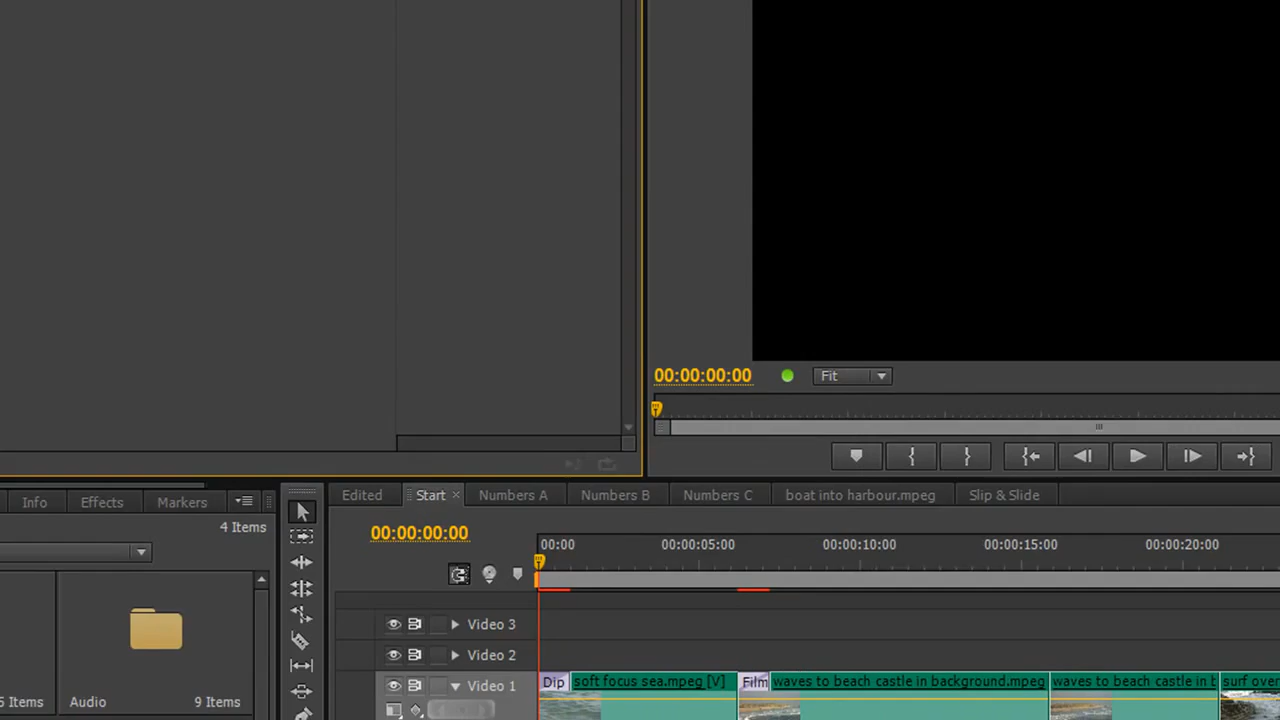 00:00:00:00 Fit
Info Effects Markers
Edited Start Numbers A Numbers B Numbers C boat into harbour.mpeg Slip & Slide
4 Items
00:00:00:00
00:00 00:00:05:00 00:00:10:00 00:00:15:00 00:00:20:00
Video 3
Video 2
Video 1
Dip soft focus sea.mpeg [V] Film waves to beach castle in background.mpeg waves to beach castle in b surf over
5 Items Audio 9 Items